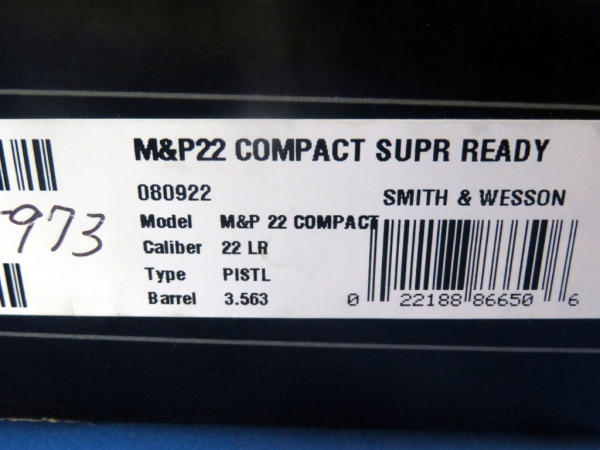 M&P22 COMPACT SUPR READY
080922
SMITH & WESSON
Model M&P 22 COMPACT
Caliber 22 LR
Type PISTL
Barrel 3.563
0 22188 86650 6
973